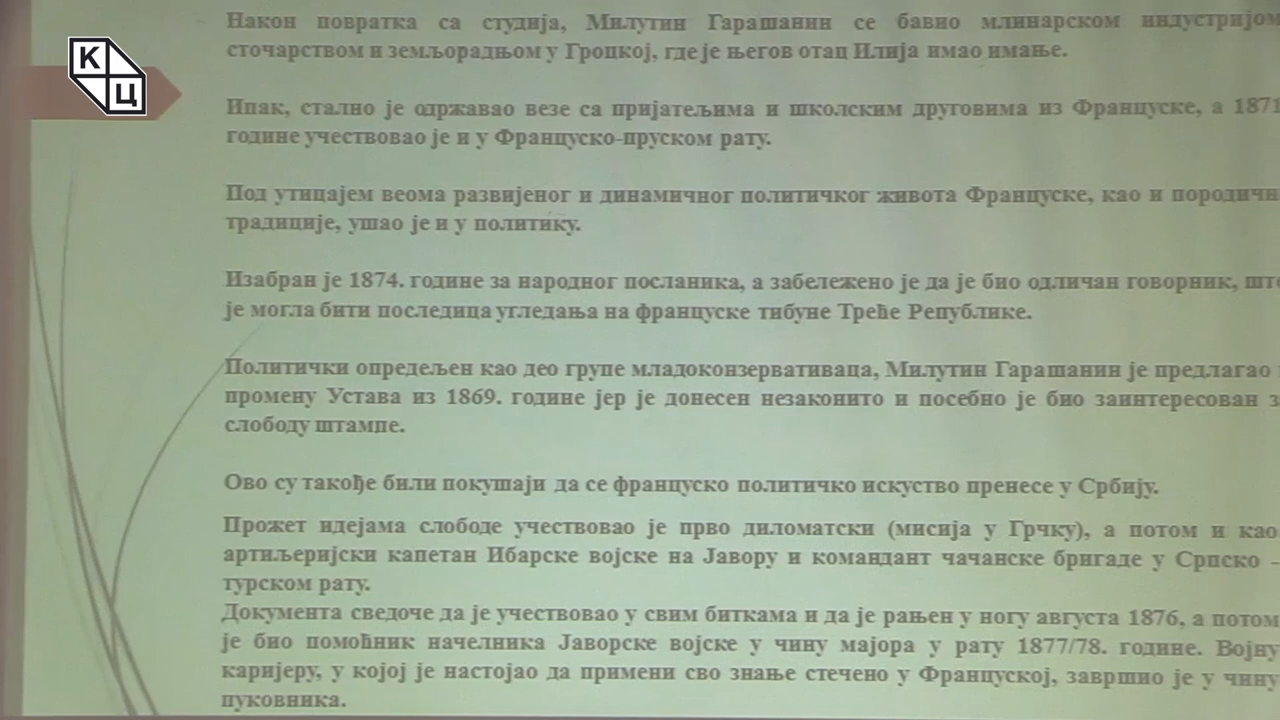 К
Ц
Након повратка са студија, Милутин Гарашанин се бавио млинарском индустријом
сточарством и земљорадњом у Гроцкој, где је његов отац Илија имао имање.
Ипак, стално је одржавао везе са пријатељима и школским друговима из Француске, а 1871
године учествовао је и у Француско-пруском рату.
Под утицајем веома развијеног и динамичног политичког живота Француске, као и породичн
традиције, ушао је и у политику.
Изабран је 1874. године за народног посланика, а забележено је да је био одличан говорник, што
је могла бити последица угледања на француске тибуне Треће Републике.
Политички опредељен као део групе младоконзервативаца, Милутин Гарашанин је предлагао
промену Устава из 1869. године јер је донесен незаконито и посебно је био заинтересован з
слободу штампе.
Ово су такође били покушаји да се француско политичко искуство пренесе у Србију.
Прожет идејама слободе учествовао је прво диломатски (мисија у Грчку), а потом и као
артиљеријски капетан Ибарске војске на Јавору и командант чачанске бригаде у Српско –
турском рату.
Документа сведоче да је учествовао у свим биткама и да је рањен у ногу августа 1876, а потом
је био помоћник начелника Јаворске војске у чину мајора у рату 1877/78. године. Војну
каријеру, у којој је настојао да примени сво знање стечено у Француској, завршио је у чину
пуковника.